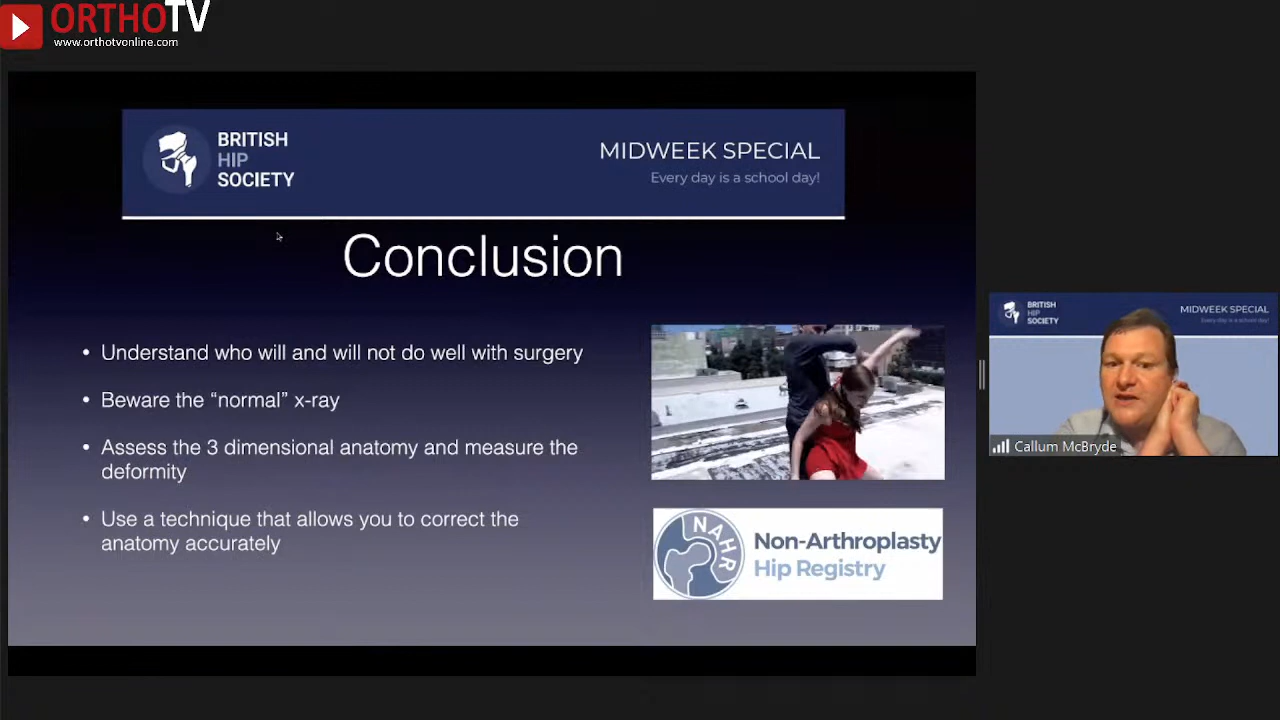 ORTHOTV
www.orthotvonline.com
BRITISH
HIP
SOCIETY
MIDWEEK SPECIAL
Every day is a school day!
Conclusion
• Understand who will and will not do well with surgery
• Beware the “normal” x-ray
• Assess the 3 dimensional anatomy and measure the
deformity
• Use a technique that allows you to correct the
anatomy accurately
NAHR
Non-Arthroplasty
Hip Registry
BRITISH
HIP
SOCIETY
MIDWEEK SPECIAL
Every day is a school day!
Callum McBryde